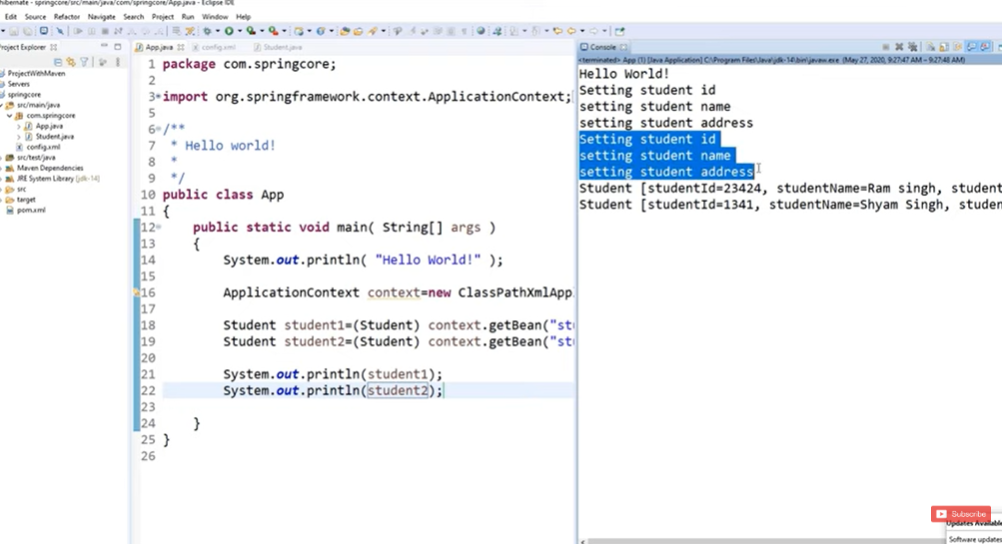 hibernate - springcore/src/main/java/com/springcore/App.java - Eclipse IDE
Edit Source Refactor Navigate Search Project Run Window Help
Project Explorer
ProjectWithMaven
Servers
springcore
src/main/java
com.springcore
App.java
Student.java
config.xml
src/test/java
Maven Dependencies
JRE System Library [jdk-14]
src
target
pom.xml
App.java config.xml Student.java
1 package com.springcore;
2
3 import org.springframework.context.ApplicationContext;
5
6 /**
7 * Hello world!
8 *
9 */
10 public class App
11 {
12 public static void main( String[] args )
13 {
14 System.out.println( "Hello World!" );
15
16 ApplicationContext context=new ClassPathXmlApp
17
18 Student student1=(Student) context.getBean("st
19 Student student2=(Student) context.getBean("st
20
21 System.out.println(student1);
22 System.out.println(student2);
23
24 }
25 }
26
Console
<terminated> App (1) [Java Application] C:\Program Files\Java\jdk-14\bin\javaw.exe (May 27, 2020, 9:27:47 AM – 9:27:48 AM)
Hello World!
Setting student id
Setting student name
setting student address
Setting student id
Setting student name
setting student address
Student [studentId=23424, studentName=Ram singh, student
Student [studentId=1341, studentName=Shyam Singh, studen
Subscribe
Updates Available
Software updates